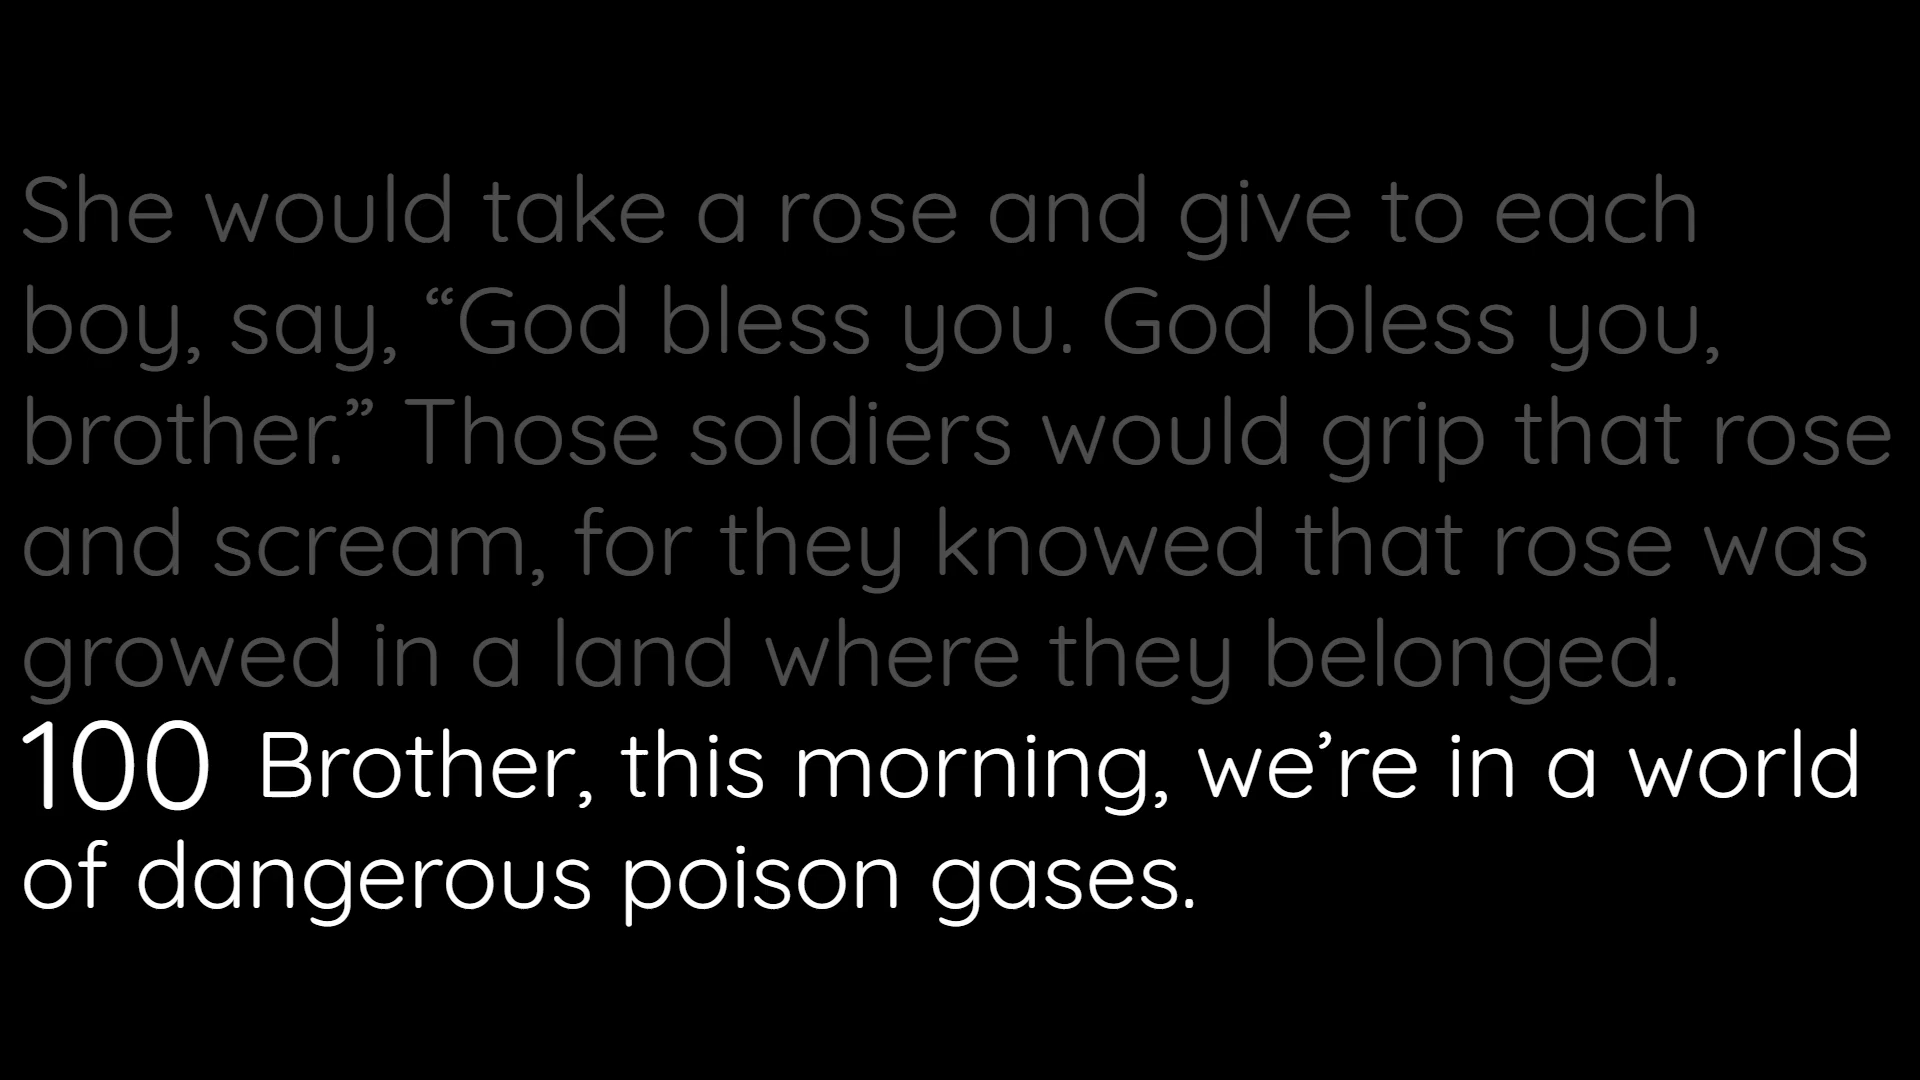 She would take a rose and give to each
boy, say, “God bless you. God bless you,
brother.” Those soldiers would grip that rose
and scream, for they knowed that rose was
growed in a land where they belonged.
100 Brother, this morning, we’re in a world
of dangerous poison gases.